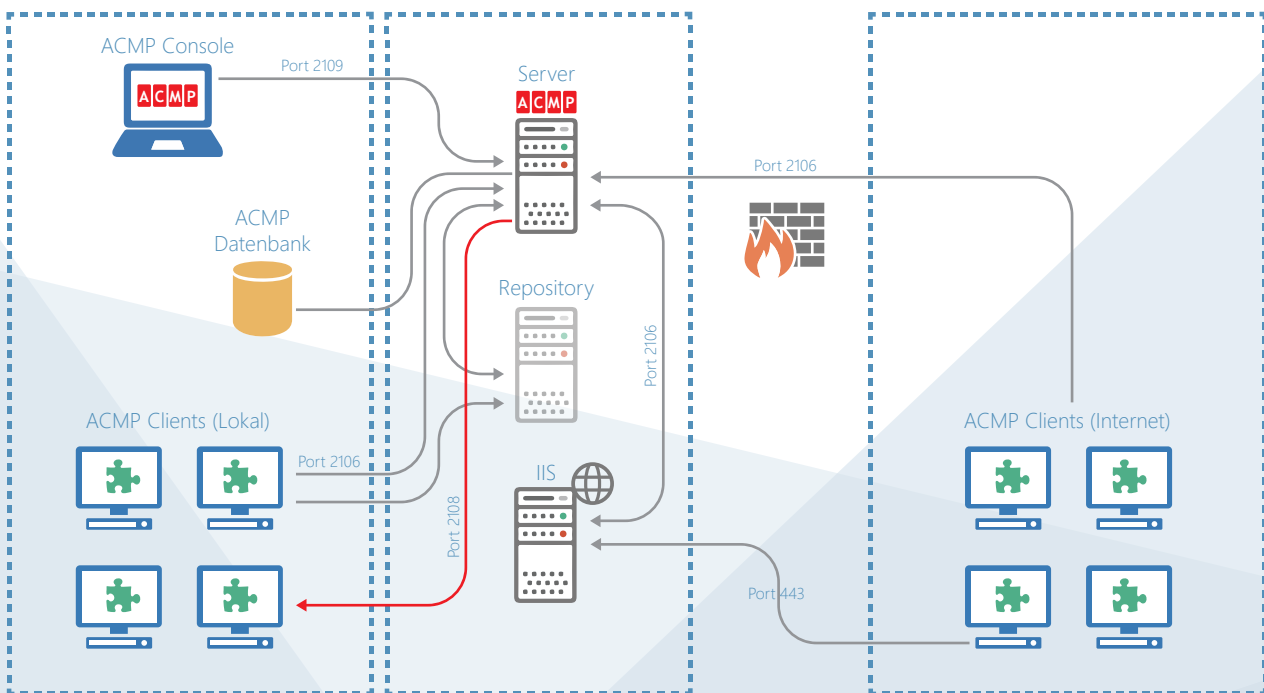 ACMP Console
ACMP
Port 2109
Server
ACMP
Port 2106
ACMP
Datenbank
Repository
Port 2106
ACMP Clients (Lokal)
Port 2106
Port 2108
IIS
ACMP Clients (Internet)
Port 443